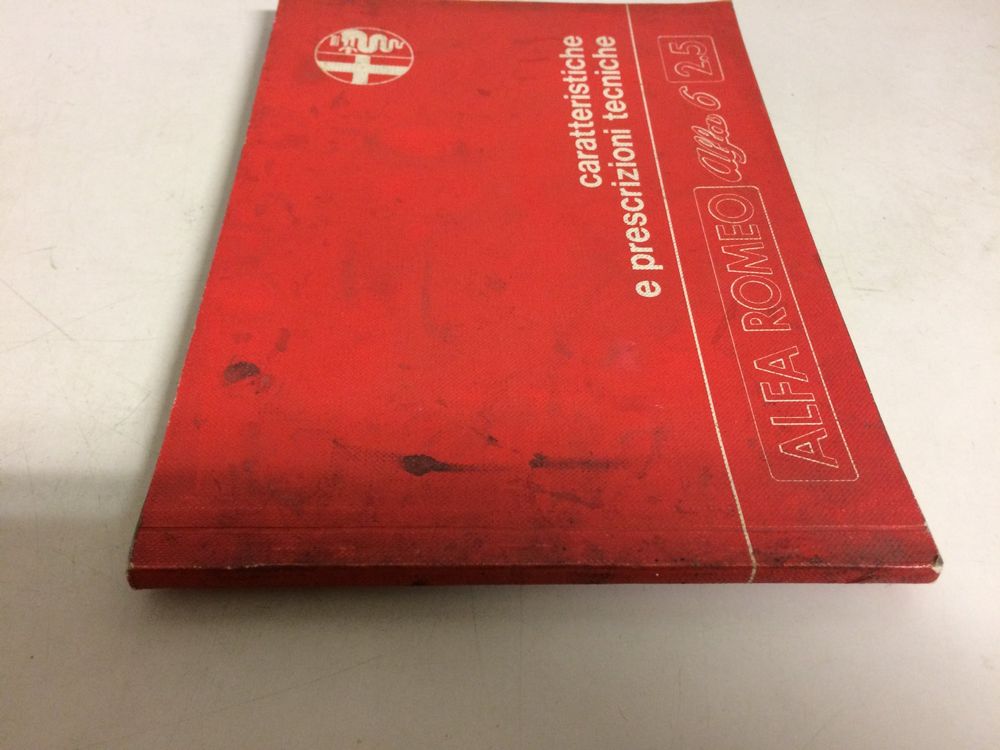 caratteristiche
e prescrizioni tecniche
ALFA ROMEO alfa 6 2.5